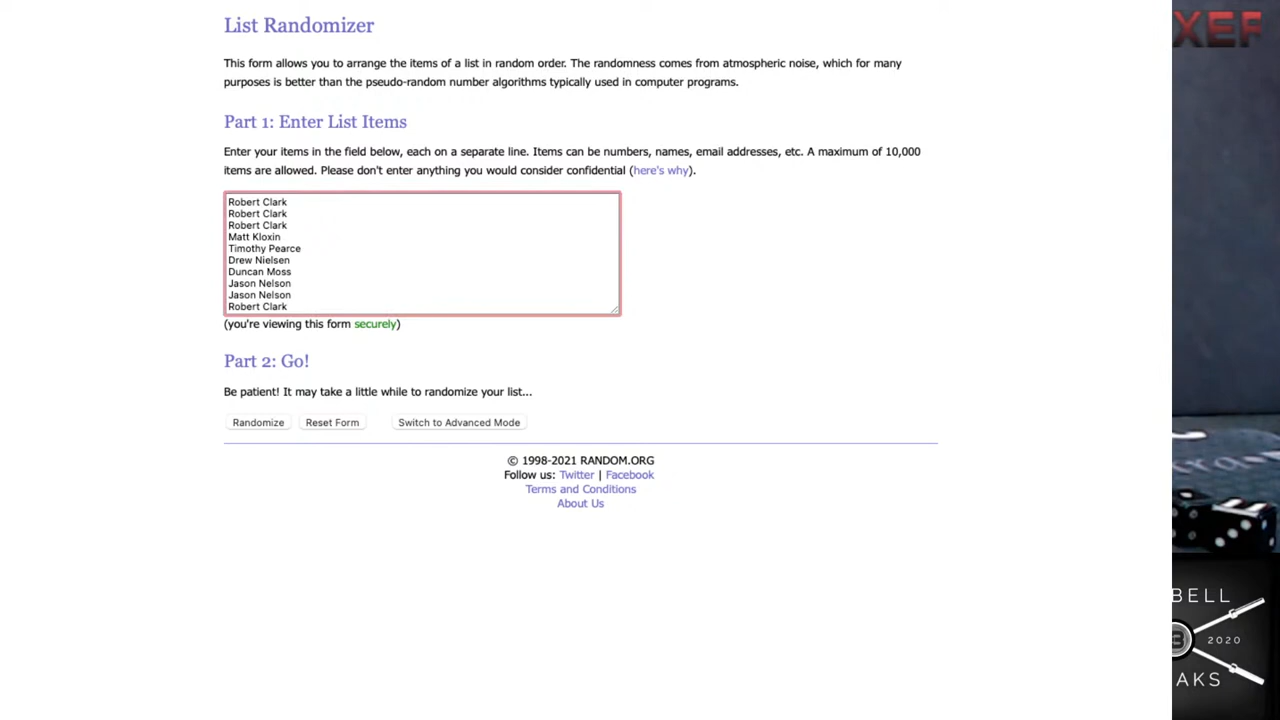 List Randomizer
This form allows you to arrange the items of a list in random order. The randomness comes from atmospheric noise, which for many
purposes is better than the pseudo-random number algorithms typically used in computer programs.
Part 1: Enter List Items
Enter your items in the field below, each on a separate line. Items can be numbers, names, email addresses, etc. A maximum of 10,000
items are allowed. Please don't enter anything you would consider confidential (here's why).
Robert Clark
Robert Clark
Robert Clark
Matt Kloxin
Timothy Pearce
Drew Nielsen
Duncan Moss
Jason Nelson
Jason Nelson
Robert Clark
(you're viewing this form securely)
Part 2: Go!
Be patient! It may take a little while to randomize your list...
Randomize Reset Form Switch to Advanced Mode
© 1998-2021 RANDOM.ORG
Follow us: Twitter | Facebook
Terms and Conditions
About Us
BELL
2020
AKS